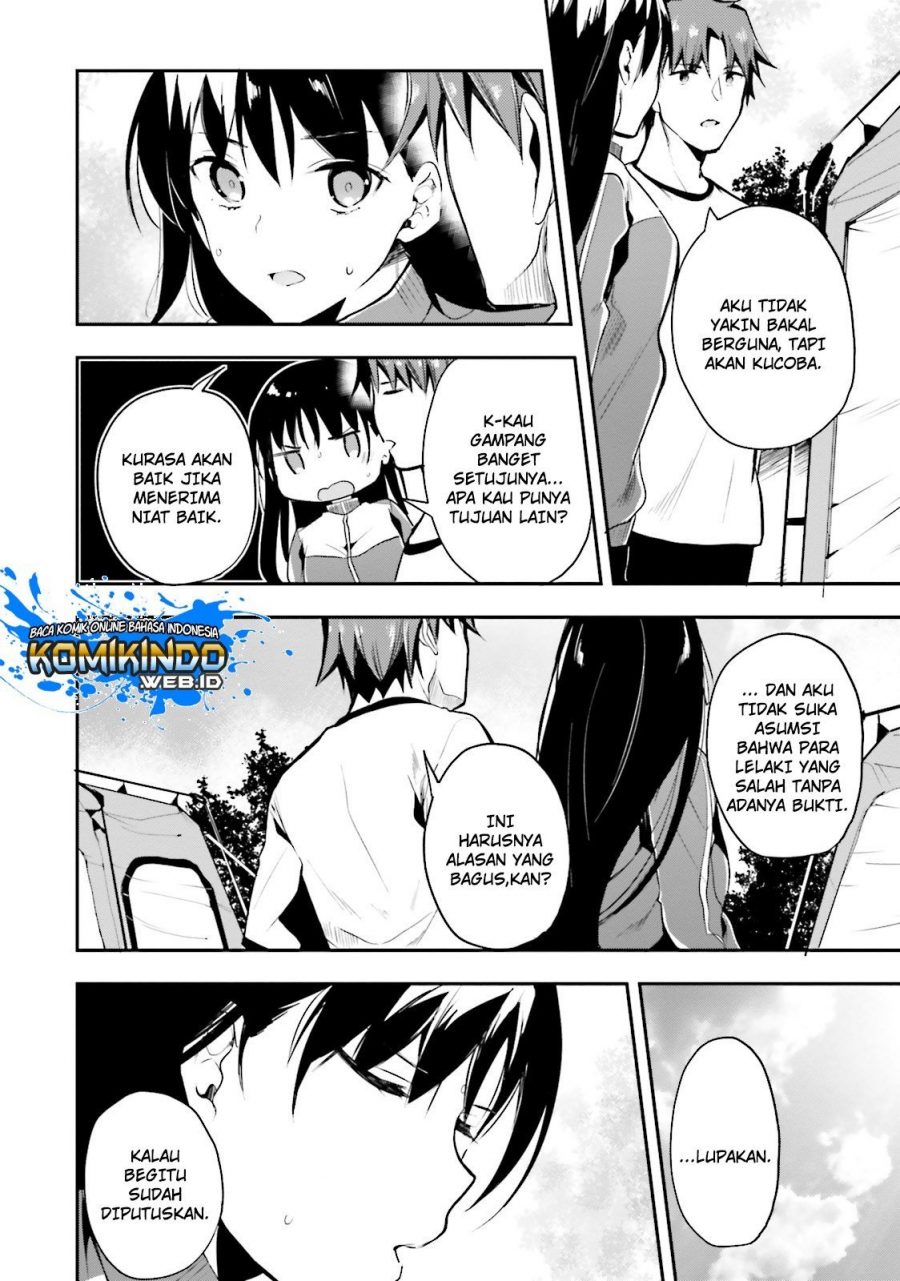 AKU TIDAK
YAKIN BAKAL
BERGUNA, TAPI
AKAN KUCOBA.
K-KAU
GAMPANG
BANGET
SETUJUNYA...
APA KAU PUNYA
TUJUAN LAIN?
KURASA AKAN
BAIK JIKA
MENERIMA
NIAT BAIK.
BACA KOMIK ONLINE BAHASA INDONESIA
KOMIKINDO
WEB.ID
... DAN AKU
TIDAK SUKA
ASUMSI
BAHWA PARA
LELAKI YANG
SALAH TANPA
ADANYA BUKTI.
INI
HARUSNYA
ALASAN YANG
BAGUS,KAN?
...LUPAKAN.
KALAU
BEGITU
SUDAH
DIPUTUSKAN.